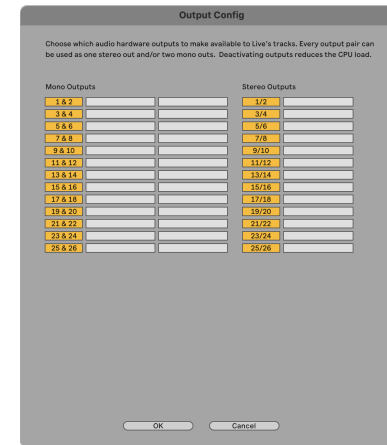 Output Config
Choose which audio hardware outputs to make available to Live's tracks. Every output pair can
be used as one stereo out and/or two mono outs. Deactivating outputs reduces the CPU load.
Mono Outputs Stereo Outputs
1 & 2 1/2
3 & 4 3/4
5 & 6 5/6
7 & 8 7/8
9 & 10 9/10
11 & 12 11/12
13 & 14 13/14
15 & 16 15/16
17 & 18 17/18
19 & 20 19/20
21 & 22 21/22
23 & 24 23/24
25 & 26 25/26
OK Cancel